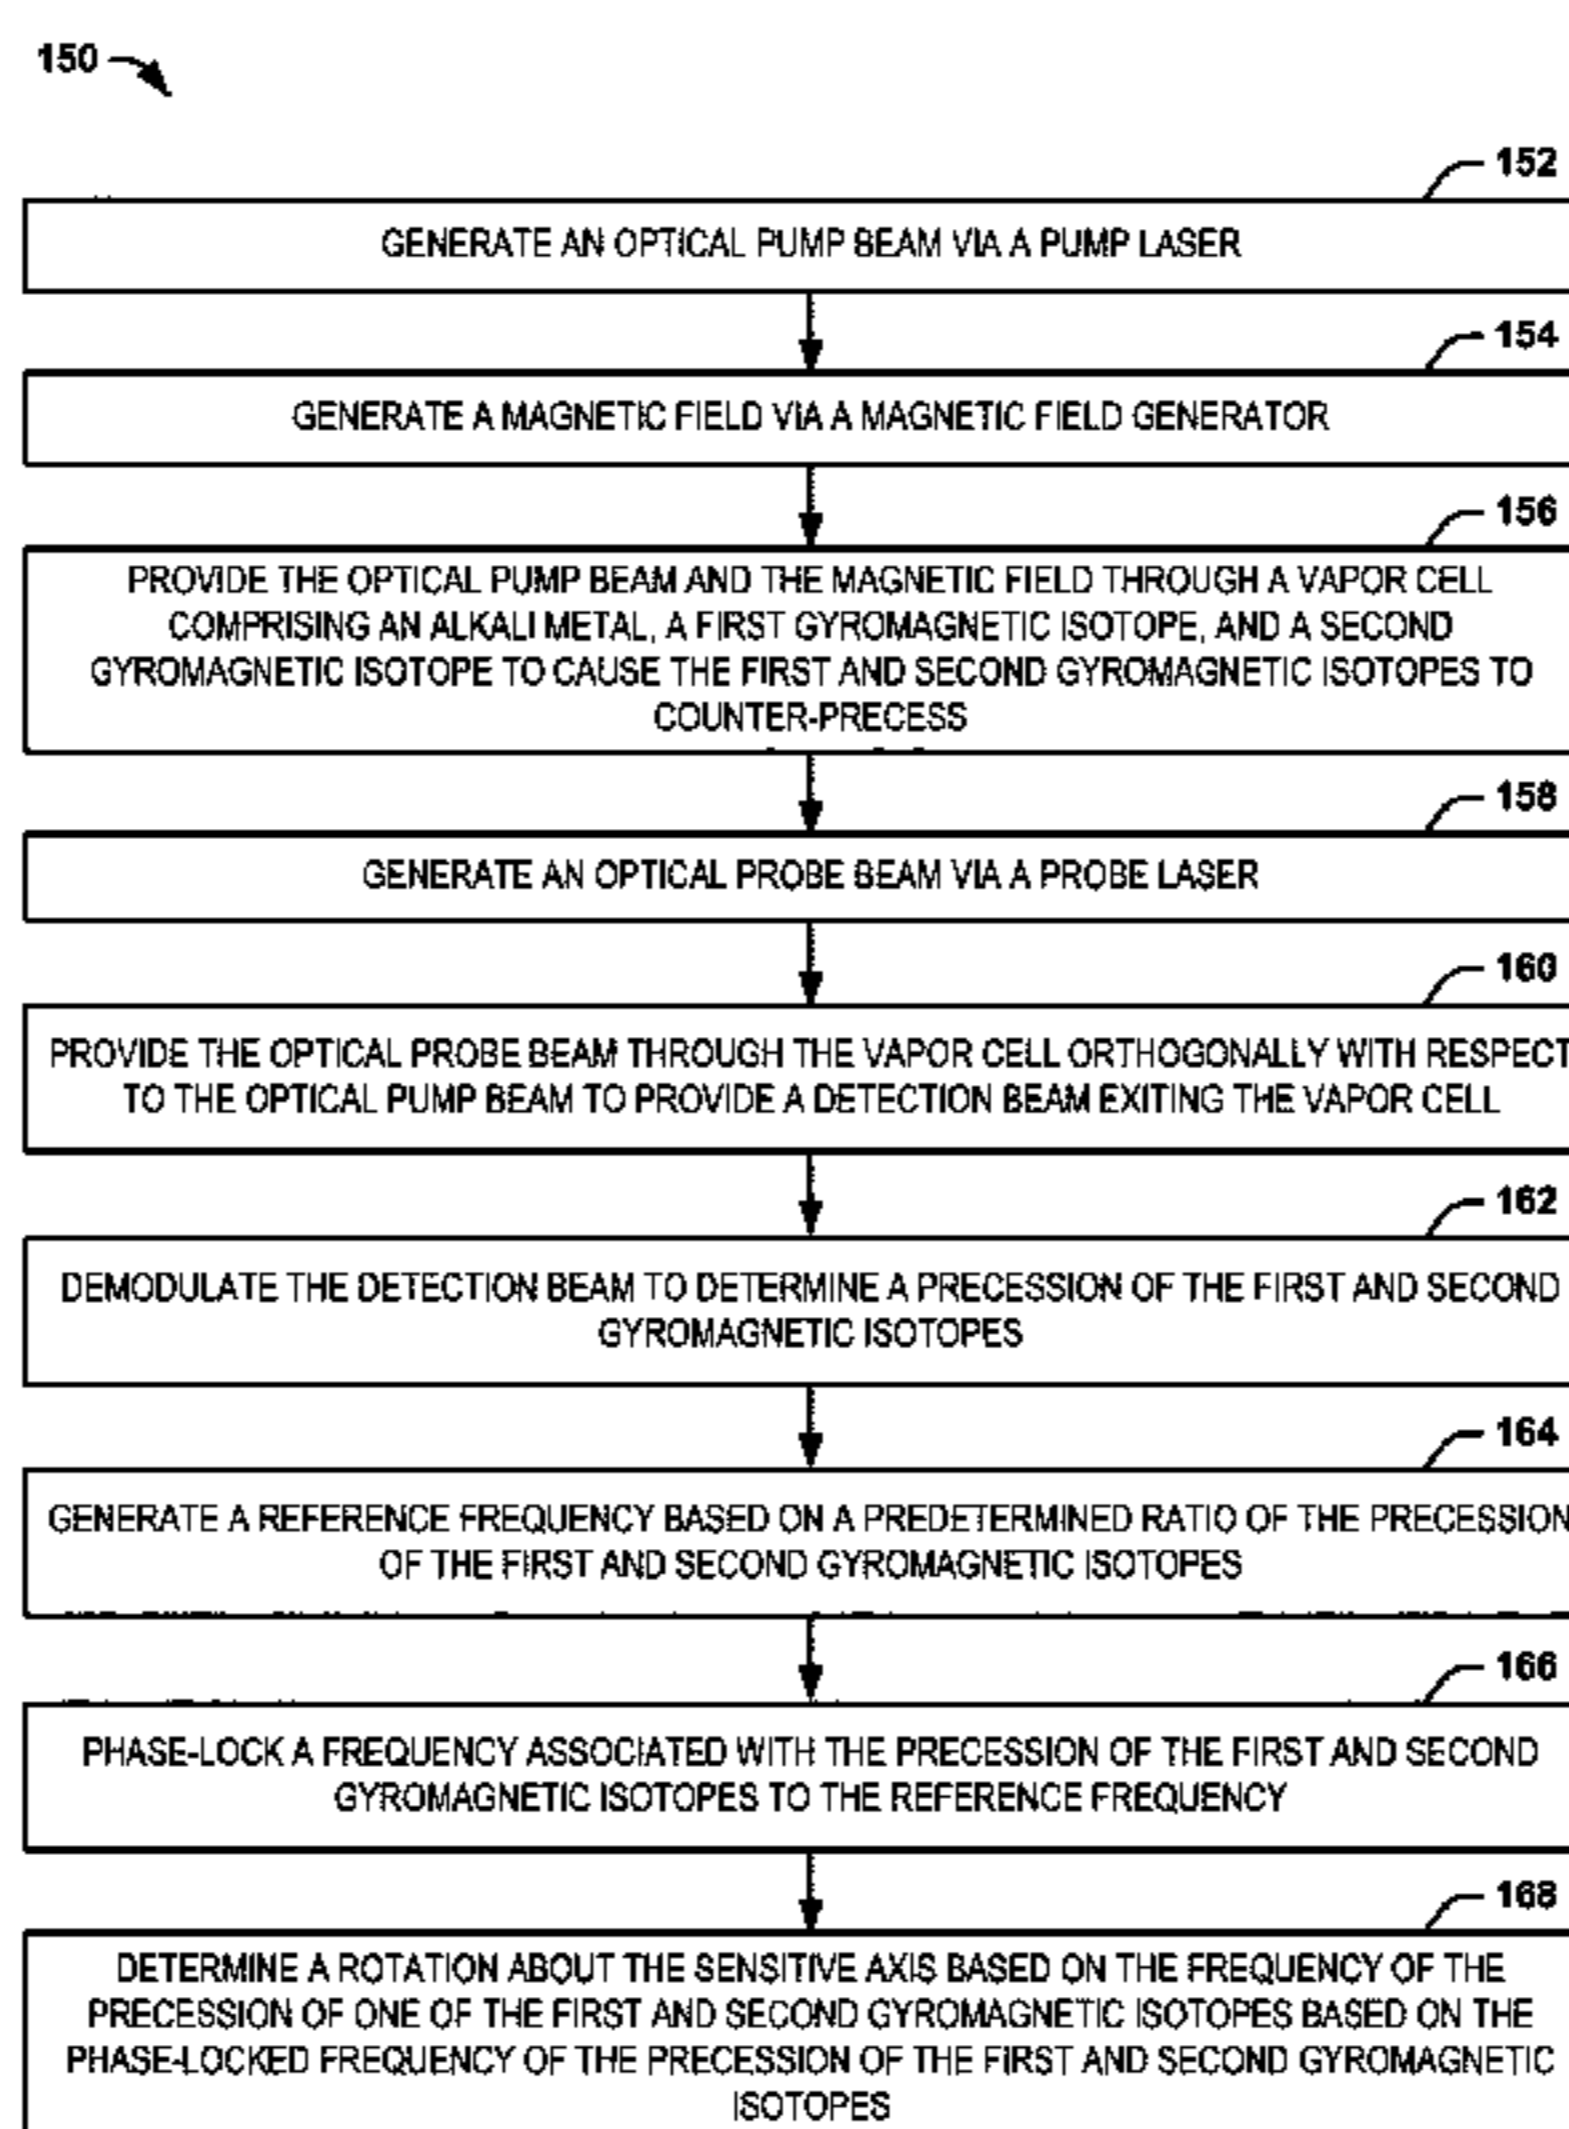 150
152
GENERATE AN OPTICAL PUMP BEAM VIA A PUMP LASER
154
GENERATE A MAGNETIC FIELD VIA A MAGNETIC FIELD GENERATOR
156
PROVIDE THE OPTICAL PUMP BEAM AND THE MAGNETIC FIELD THROUGH A VAPOR CELL
COMPRISING AN ALKALI METAL, A FIRST GYROMAGNETIC ISOTOPE, AND A SECOND
GYROMAGNETIC ISOTOPE TO CAUSE THE FIRST AND SECOND GYROMAGNETIC ISOTOPES TO
COUNTER-PRECESS
158
GENERATE AN OPTICAL PROBE BEAM VIA A PROBE LASER
160
PROVIDE THE OPTICAL PROBE BEAM THROUGH THE VAPOR CELL ORTHOGONALLY WITH RESPECT
TO THE OPTICAL PUMP BEAM TO PROVIDE A DETECTION BEAM EXITING THE VAPOR CELL
162
DEMODULATE THE DETECTION BEAM TO DETERMINE A PRECESSION OF THE FIRST AND SECOND
GYROMAGNETIC ISOTOPES
164
GENERATE A REFERENCE FREQUENCY BASED ON A PREDETERMINED RATIO OF THE PRECESSION
OF THE FIRST AND SECOND GYROMAGNETIC ISOTOPES
166
PHASE-LOCK A FREQUENCY ASSOCIATED WITH THE PRECESSION OF THE FIRST AND SECOND
GYROMAGNETIC ISOTOPES TO THE REFERENCE FREQUENCY
168
DETERMINE A ROTATION ABOUT THE SENSITIVE AXIS BASED ON THE FREQUENCY OF THE
PRECESSION OF ONE OF THE FIRST AND SECOND GYROMAGNETIC ISOTOPES BASED ON THE
PHASE-LOCKED FREQUENCY OF THE PRECESSION OF THE FIRST AND SECOND GYROMAGNETIC
ISOTOPES